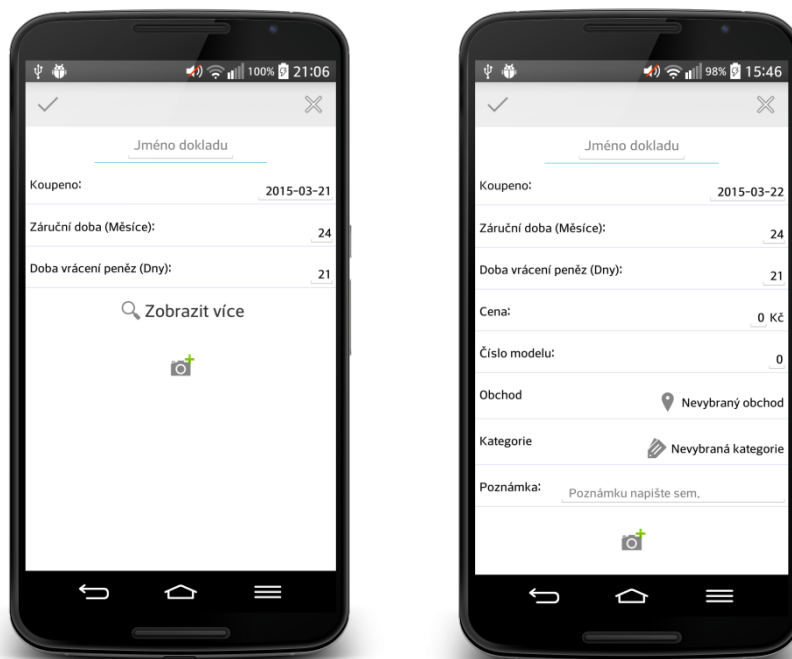 100% 21:06
Jméno dokladu
Koupeno: 2015-03-21
Záruční doba (Měsíce): 24
Doba vrácení peněz (Dny): 21
Zobrazit více
98% 15:46
Jméno dokladu
Koupeno: 2015-03-22
Záruční doba (Měsíce): 24
Doba vrácení peněz (Dny): 21
Cena: 0 Kč
Číslo modelu: 0
Obchod Nevybraný obchod
Kategorie Nevybraná kategorie
Poznámka: Poznámku napište sem.